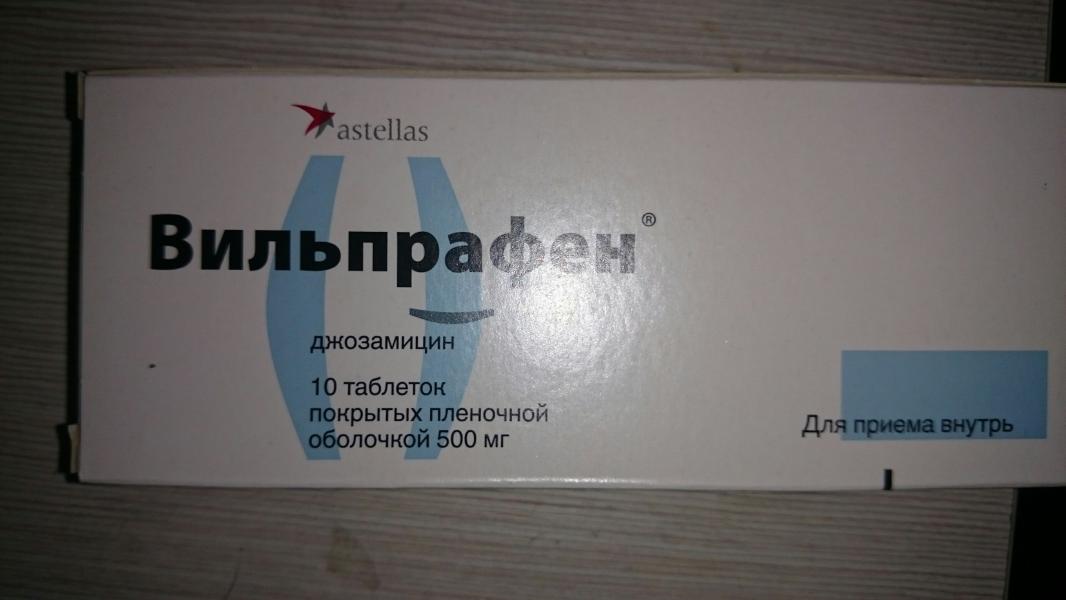 astellas
Вильпрафен®
джозамицин
10 таблеток
покрытых пленочной
оболочкой 500 мг
Для приема внутрь